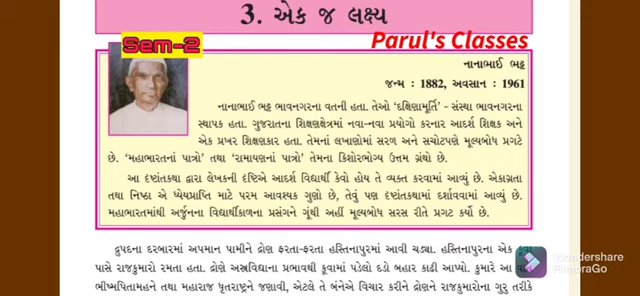 3. એક જ લક્ષ્ય
Sem-2
Parul's Classes
નાનાભાઈ ભટ્ટ
જન્મ : 1882, અવસાન : 1961
નાનાભાઈ ભટ્ટ ભાવનગરના વતની હતા. તેઓ ‘દક્ષિણામૂર્તિ’ - સંસ્થા ભાવનગરના
સ્થાપક હતા. ગુજરાતના શિક્ષણક્ષેત્રમાં નવા-નવા પ્રયોગો કરનાર આદર્શ શિક્ષક અને
એક પ્રખર શિક્ષણકાર હતા. તેમનાં લખાણોમાં સરળ અને સચોટપણે મૂલ્યબોધ પ્રગટે
છે. ‘મહાભારતનાં પાત્રો’ તથા ‘રામાયણનાં પાત્રો’ તેમના કિશોરભોગ્ય ઉત્તમ ગ્રંથો છે.
આ દૃષ્ટાંતકથા દ્વારા લેખકની દૃષ્ટિએ આદર્શ વિદ્યાર્થી કેવો હોય તે વ્યક્ત કરવામાં આવ્યું છે. એકાગ્રતા
તથા નિષ્ઠા એ ધ્યેયપ્રાપ્તિ માટે પરમ આવશ્યક ગુણો છે, તેવું પણ દૃષ્ટાંતકથામાં દર્શાવવામાં આવ્યું છે.
મહાભારતમાંથી અર્જુનના વિદ્યાર્થીકાળના પ્રસંગને ગૂંથી અહીં મૂલ્યબોધ સરસ રીતે પ્રગટ કર્યો છે.
દ્રુપદના દરબારમાં અપમાન પામીને દ્રોણ ફરતા-ફરતા હસ્તિનાપુરમાં આવી ચડ્યા. હસ્તિનાપુરના એક કૂવા
પાસે રાજકુમારો રમતા હતા. દ્રોણે અસ્ત્રવિદ્યાના પ્રભાવથી કૂવામાં પડેલો દડો બહાર કાઢી આપ્યો. કુમારે આ વાત
ભીષ્મપિતામહને તથા મહારાજ ધૃતરાષ્ટ્રને જણાવી, એટલે તે બંનેએ વિચાર કરીને દ્રોણને રાજકુમારોના ગુરુ તરીકે
Wondershare
FilmoraGo